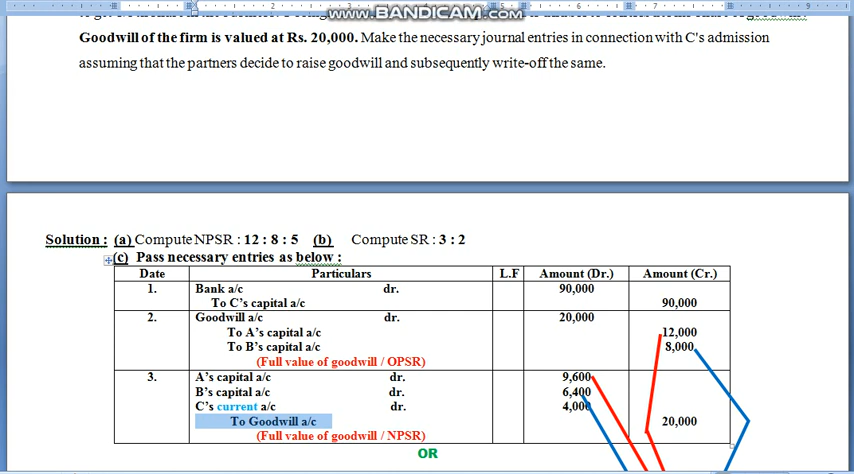 www.BANDICAM.com
Goodwill of the firm is valued at Rs. 20,000. Make the necessary journal entries in connection with C's admission
assuming that the partners decide to raise goodwill and subsequently write-off the same.
Solution : (a) Compute NPSR : 12 : 8 : 5 (b) Compute SR : 3 : 2
(c) Pass necessary entries as below :
Date Particulars L.F Amount (Dr.) Amount (Cr.)
1. Bank a/c dr. 90,000
To C's capital a/c 90,000
2. Goodwill a/c dr. 20,000
To A's capital a/c 12,000
To B's capital a/c 8,000
(Full value of goodwill / OPSR)
3. A's capital a/c dr. 9,600
B's capital a/c dr. 6,400
C's current a/c dr. 4,000
To Goodwill a/c 20,000
(Full value of goodwill / NPSR)
OR